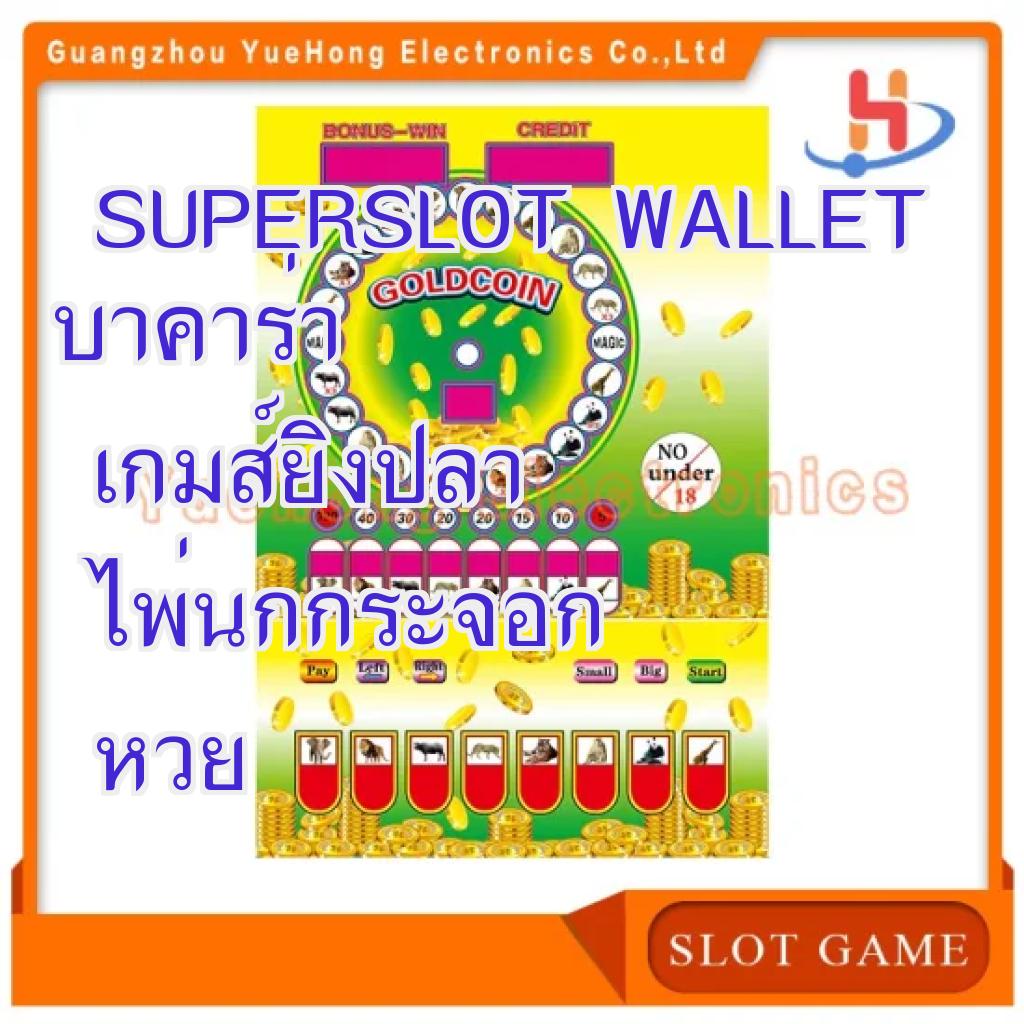 Guangzhou YueHong Electronics Co.,Ltd
BONUS-WIN CREDIT
SUPERSLOT WALLET
GOLDCOIN
บาคาร่า
MAGIC
เกมส์ยิงปลา
NO
under
18
40 30 20 20 15 10 5
ไพ่นกกระจอก
Pay Left Right Small Big Start
หวย
SLOT GAME